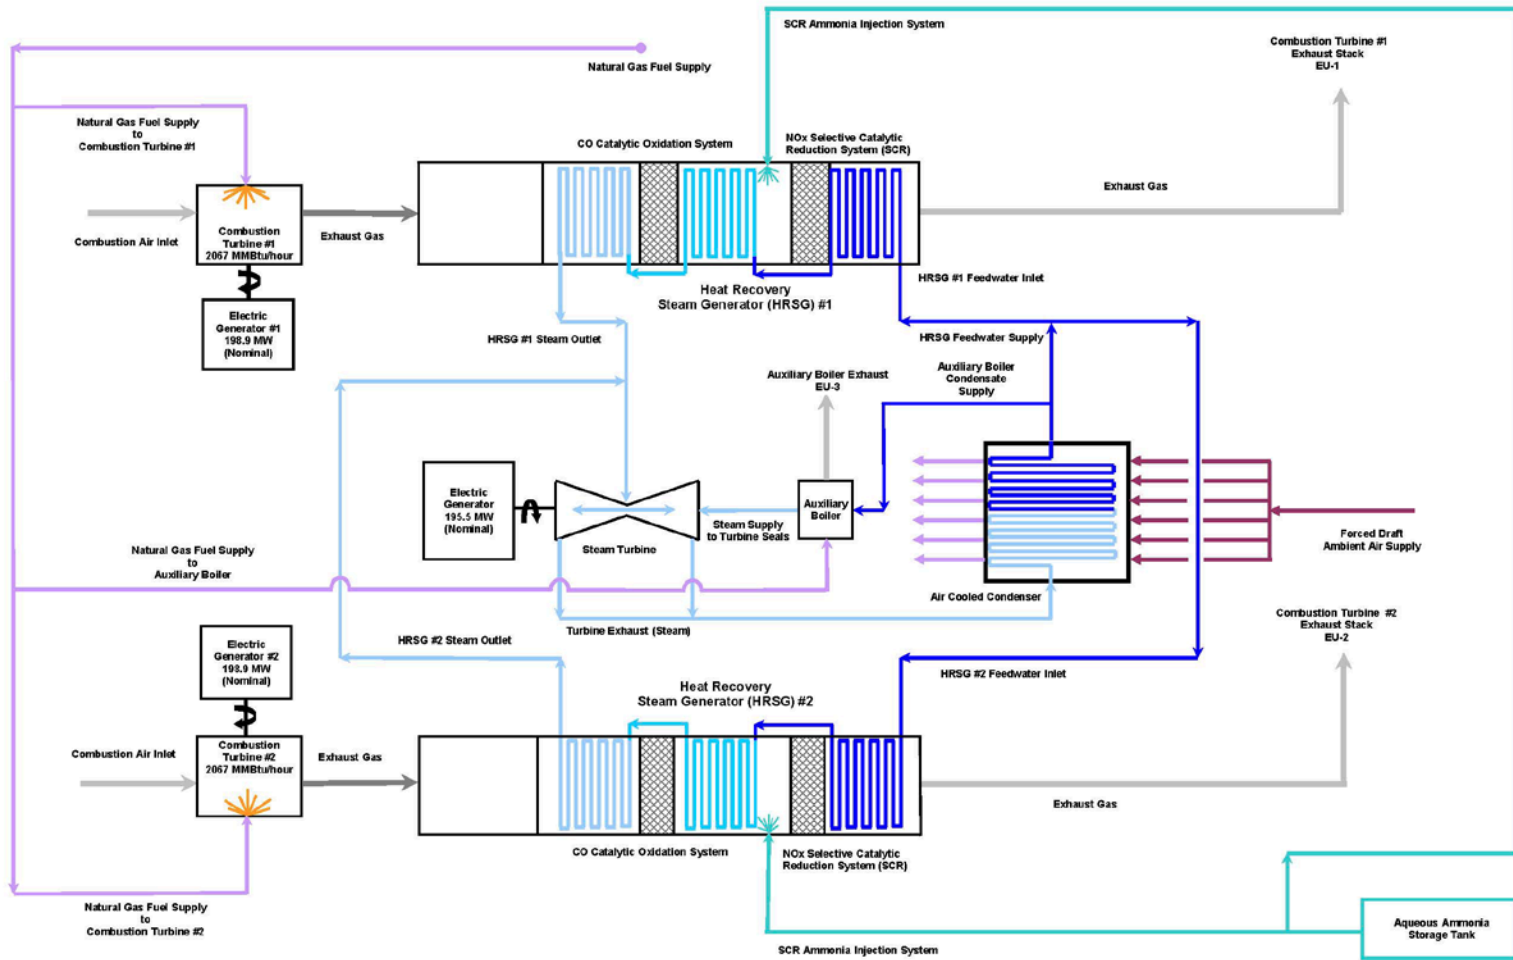 SCR Ammonia Injection System
Combustion Turbine #1
Exhaust Stack
EU-1
Natural Gas Fuel Supply
Natural Gas Fuel Supply
to
Combustion Turbine #1
CO Catalytic Oxidation System
NOx Selective Catalytic
Reduction System (SCR)
Exhaust Gas
Combustion Air Inlet
Combustion
Turbine #1
2067 MMBtu/hour
Exhaust Gas
HRSG #1 Feedwater Inlet
Heat Recovery
Steam Generator (HRSG) #1
Electric
Generator #1
198.9 MW
(Nominal)
HRSG #1 Steam Outlet
HRSG Feedwater Supply
Auxiliary Boiler Exhaust
EU-3
Auxiliary Boiler
Condensate
Supply
Electric
Generator
195.5 MW
(Nominal)
Auxiliary
Boiler
Steam Supply
to Turbine Seals
Steam Turbine
Forced Draft
Ambient Air Supply
Natural Gas Fuel Supply
to
Auxiliary Boiler
Air Cooled Condenser
Turbine Exhaust (Steam)
Combustion Turbine #2
Exhaust Stack
EU-2
HRSG #2 Steam Outlet
Electric
Generator #2
198.9 MW
(Nominal)
HRSG #2 Feedwater Inlet
Heat Recovery
Steam Generator (HRSG) #2
Combustion Air Inlet
Combustion
Turbine #2
2067 MMBtu/hour
Exhaust Gas
Exhaust Gas
CO Catalytic Oxidation System
NOx Selective Catalytic
Reduction System (SCR)
Natural Gas Fuel Supply
to
Combustion Turbine #2
SCR Ammonia Injection System
Aqueous Ammonia
Storage Tank